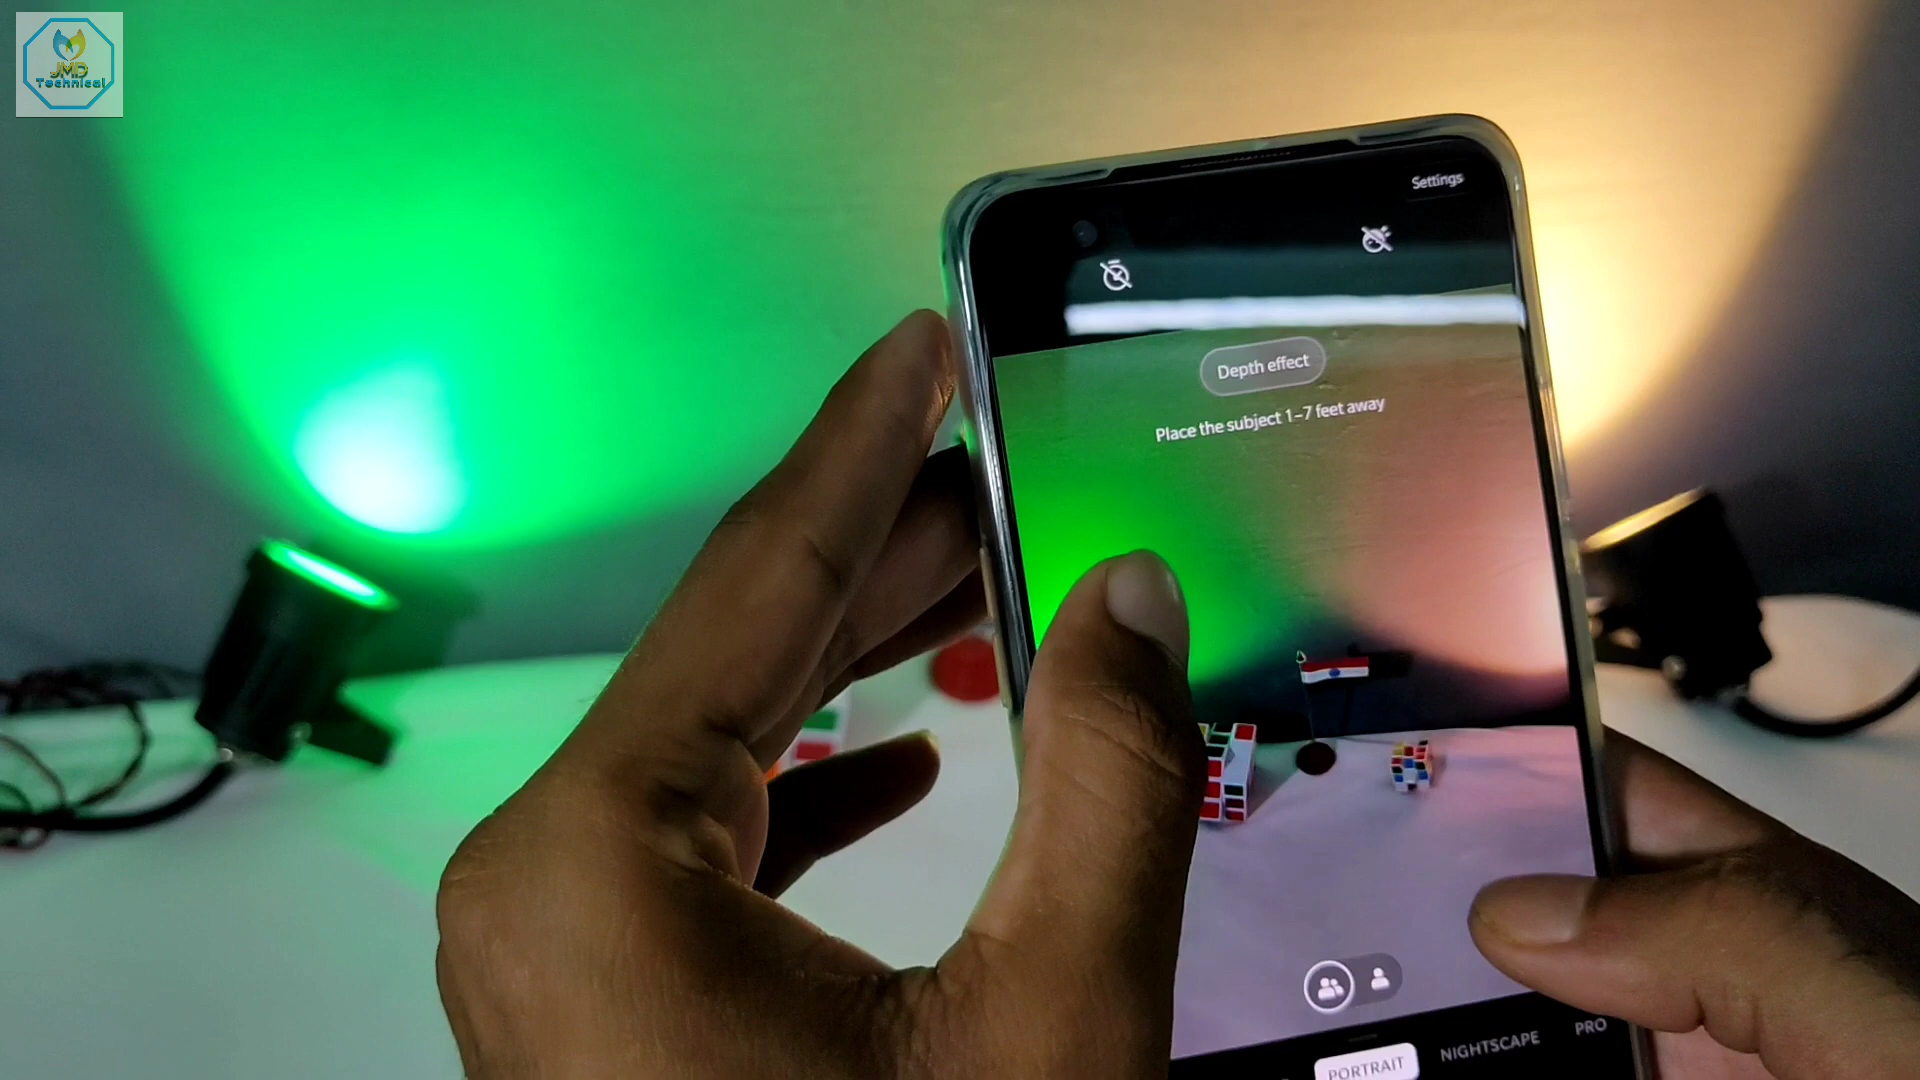 JMD
Technical
Settings
Depth effect
Place the subject 1-7 feet away
PORTRAIT
NIGHTSCAPE
PRO